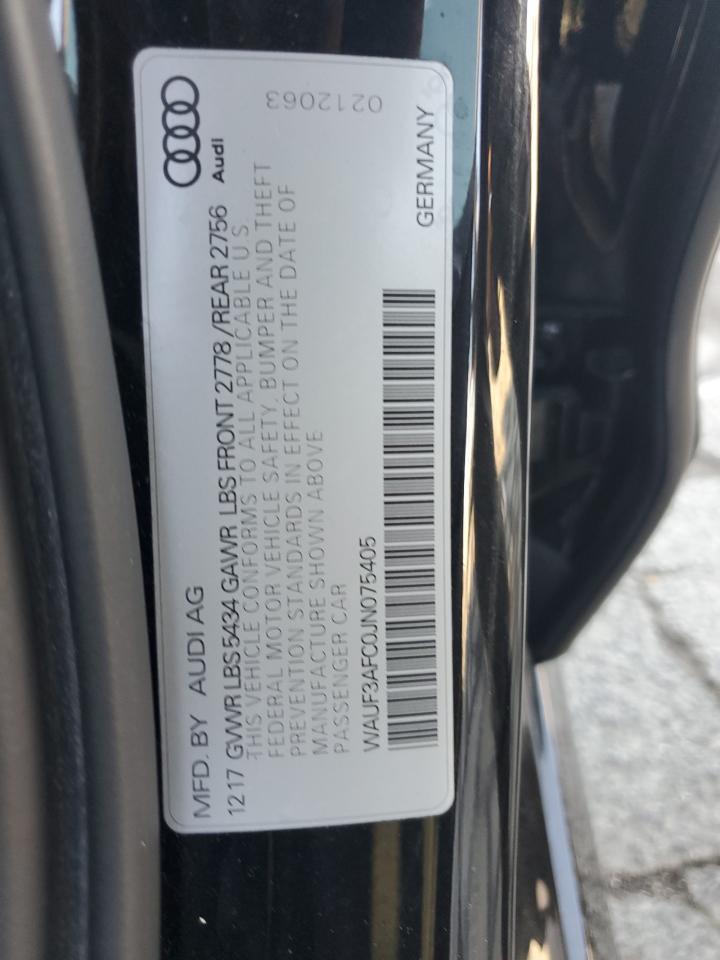 MFD. BY AUDI AG
Audi
12 17 GVWR LBS 5434 GAWR LBS FRONT 2778 /REAR 2756
THIS VEHICLE CONFORMS TO ALL APPLICABLE U S.
FEDERAL MOTOR VEHICLE SAFETY, BUMPER AND THEFT
PREVENTION STANDARDS IN EFFECT ON THE DATE OF
MANUFACTURE SHOWN ABOVE
PASSENGER CAR
WAUF3AFC0JN075405
GERMANY
0212063